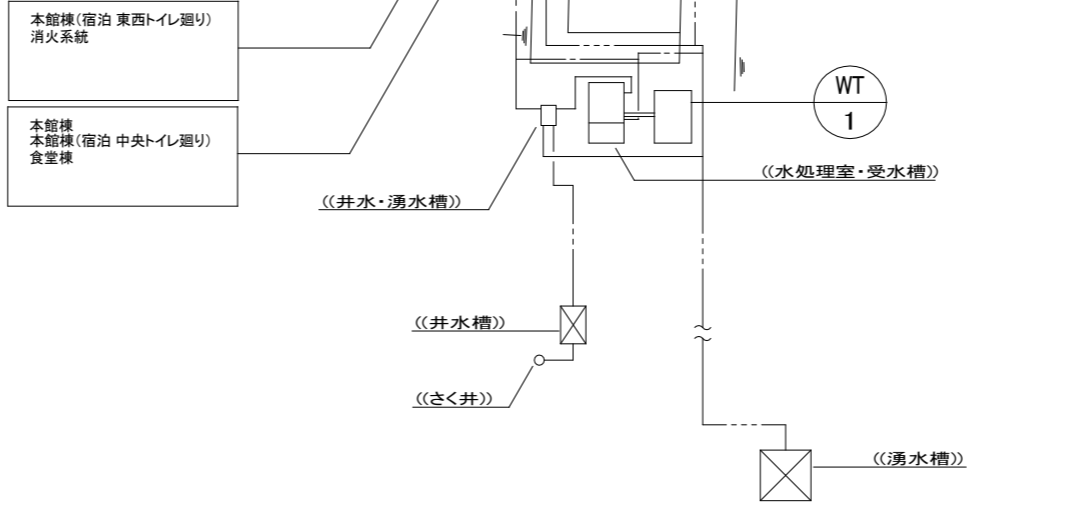 本館棟(宿泊 東西トイレ廻り)
消火系統
本館棟
本館棟(宿泊 中央トイレ廻り)
食堂棟
WT
1
((水処理室・受水槽))
((井水・湧水槽))
((井水槽))
((さく井))
((湧水槽))